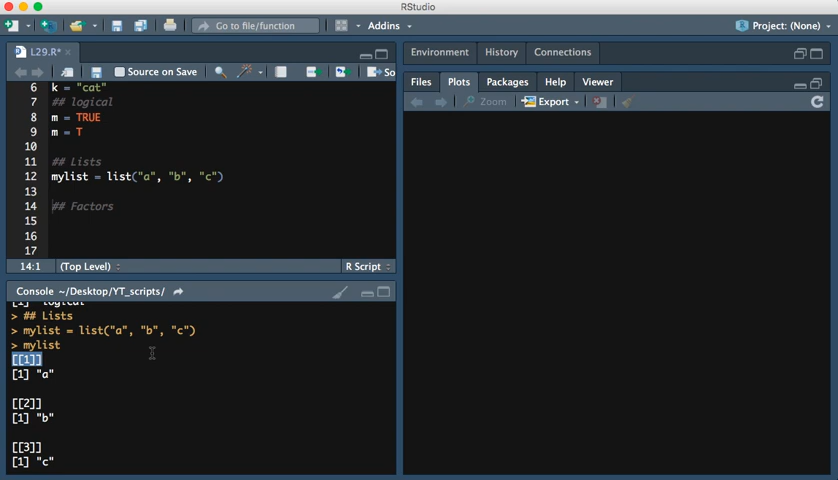 RStudio
Go to file/function
Addins
Project: (None)
L29.R*
Source on Save
So
6 k = "cat"
7 ## logical
8 m = TRUE
9 m = T
10
11 ## Lists
12 mylist = list("a", "b", "c")
13
14 ## Factors
15
16
17
14:1 (Top Level) R Script
Console ~/Desktop/YT_scripts/
[1] "logical"
> ## Lists
> mylist = list("a", "b", "c")
> mylist
[[1]]
[1] "a"
[[2]]
[1] "b"
[[3]]
[1] "c"
Environment History Connections
Files Plots Packages Help Viewer
Zoom Export